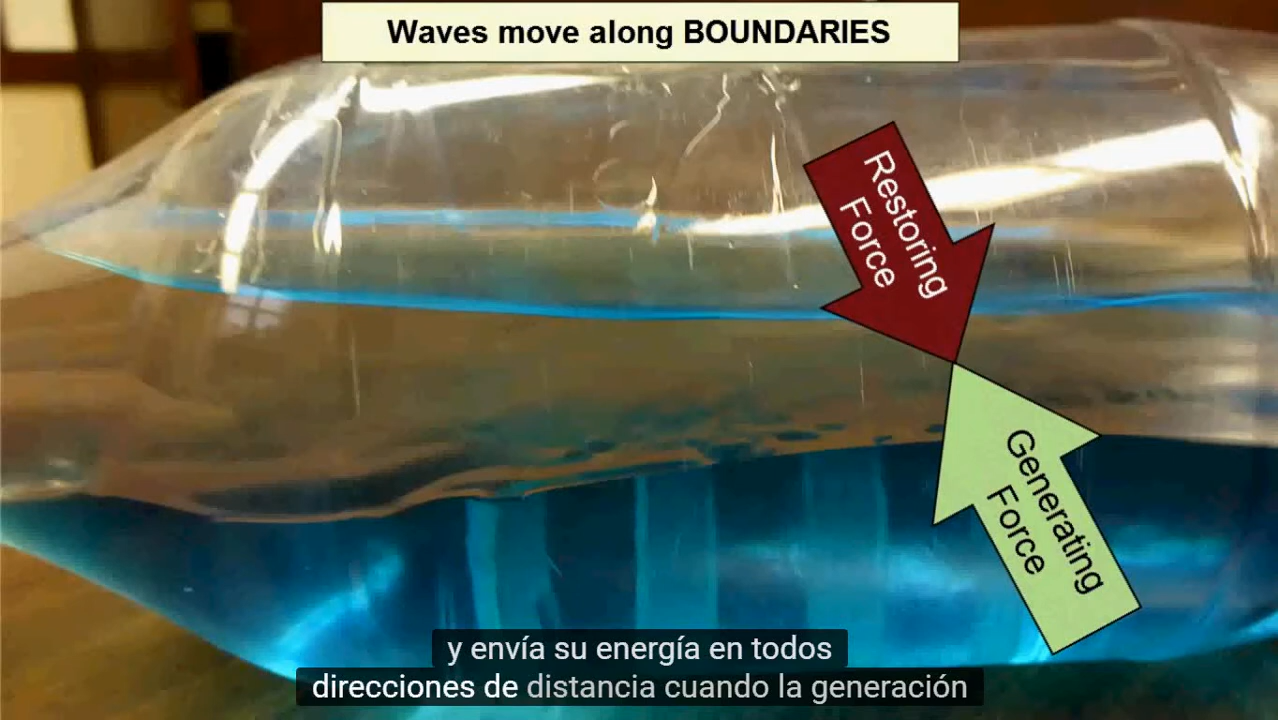 Waves move along BOUNDARIES
Restoring
Force
Generating
Force
y envía su energía en todos
direcciones de distancia cuando la generación